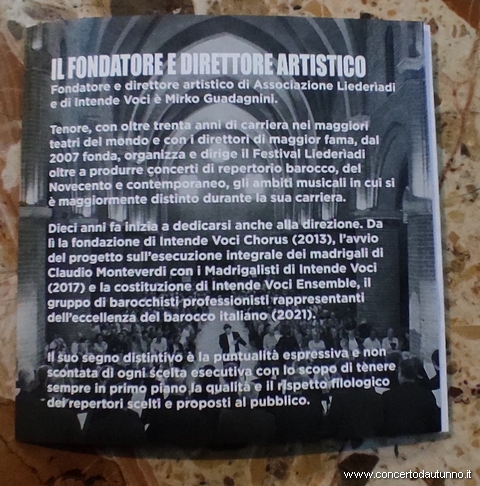 IL FONDATORE E DIRETTORE ARTISTICO
Fondatore e direttore artistico di Associazione Liederìadi
e di Intende Voci è Mirko Guadagnini.
Tenore, con oltre trenta anni di carriera nei maggiori
teatri del mondo e con i direttori di maggior fama, dal
2007 fonda, organizza e dirige il Festival Liederìadi
oltre a produrre concerti di repertorio barocco, del
Novecento e contemporaneo, gli ambiti musicali in cui si
è maggiormente distinto durante la sua carriera.
Dieci anni fa inizia a dedicarsi anche alla direzione. Da
lì la fondazione di Intende Voci Chorus (2013), l'avvio
del progetto sull'esecuzione integrale dei madrigali di
Claudio Monteverdi con i Madrigalisti di Intende Voci
(2017) e la costituzione di Intende Voci Ensemble, il
gruppo di barocchisti professionisti rappresentanti
dell'eccellenza del barocco italiano (2021).
Il suo segno distintivo è la puntualità espressiva e non
scontata di ogni scelta esecutiva con lo scopo di tenere
sempre in primo piano la qualità e il rispetto filologico
dei repertori scelti e proposti al pubblico.
www.concertodautunno.it